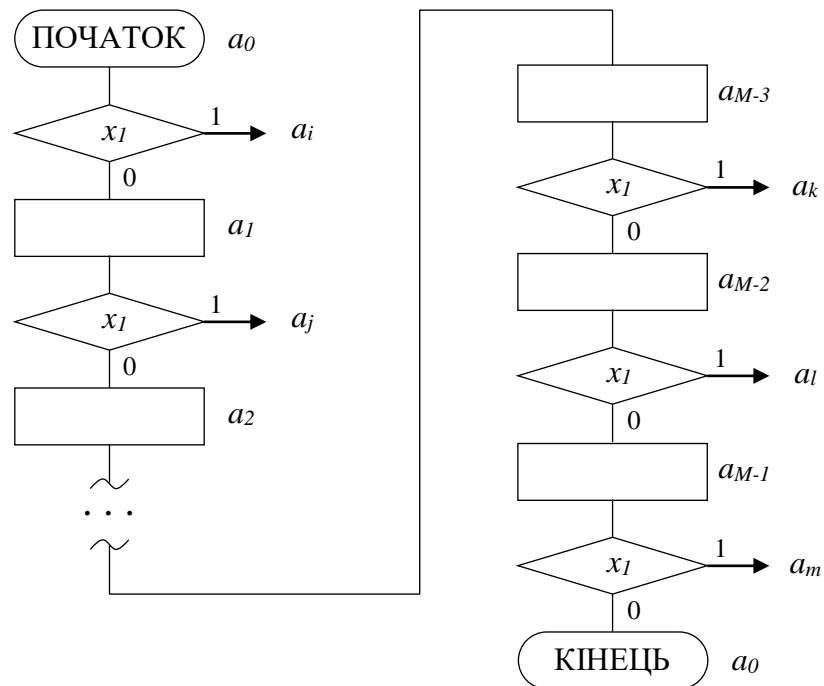 ПОЧАТОК a0
x1 1 ai
0
a1
x1 1 aj
0
a2
. . .
aM-3
x1 1 ak
0
aM-2
x1 1 al
0
aM-1
x1 1 am
0
КІНЕЦЬ a0